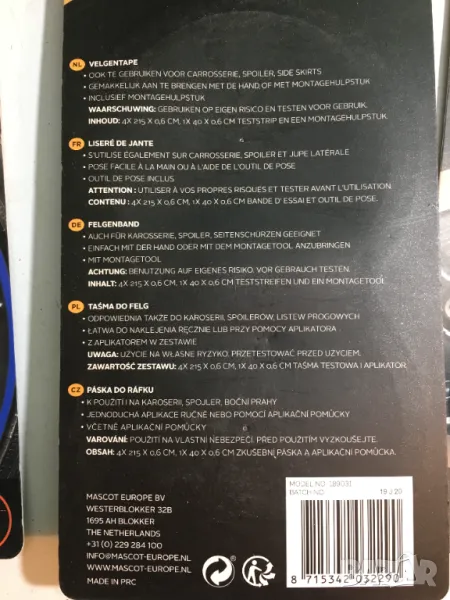 NL VELGENTAPE
• OOK TE GEBRUIKEN VOOR CARROSSERIE, SPOILER, SIDE SKIRTS
• GEMAKKELIJK AAN TE BRENGEN MET DE HAND OF MET MONTAGEHULPSTUK
• INCLUSIEF MONTAGEHULPSTUK
WAARSCHUWING: GEBRUIKEN OP EIGEN RISICO EN TESTEN VOOR GEBRUIK.
INHOUD: 4X 215 X 0,6 CM, 1X 40 X 0,6 CM TESTSTRIP EN EEN MONTAGEHULPSTUK.
FR LISERÉ DE JANTE
• S'UTILISE ÉGALEMENT SUR CARROSSERIE, SPOILER ET JUPE LATÉRALE
• POSE FACILE À LA MAIN OU À L'AIDE DE L'OUTIL DE POSE
• OUTIL DE POSE INCLUS
ATTENTION : UTILISER À VOS PROPRES RISQUES ET TESTER AVANT L'UTILISATION
CONTENU : 4X 215 X 0,6 CM, 1X 40 X 0,6 CM BANDE D' ESSAI ET OUTIL DE POSE.
DE FELGENBAND
• AUCH FÜR KAROSSERIE, SPOILER, SEITENSCHÜRZEN GEEIGNET
• EINFACH MIT DER HAND ODER MIT DEM MONTAGETOOL ANZUBRINGEN
• MIT MONTAGETOOL
ACHTUNG: BENUTZUNG AUF EIGENES RISIKO. VOR GEBRAUCH TESTEN.
INHALT: 4X 215 X 0,6 CM, 1X 40 X 0,6 CM TESTSTREIFEN UND EIN MONTAGETOOL
PL TAŚMA DO FELG
• ODPOWIEDNIA TAKŻE DO KAROSERII, SPOJLERÓW, LISTEW PROGOWYCH
• ŁATWA DO NAKLEJENIA RĘCZNIE LUB PRZY POMOCY APLIKATORA
• Z APLIKATOREM W ZESTAWIE
UWAGA: UŻYCIE NA WŁASNE RYZYKO. PRZETESTOWAĆ PRZED UŻYCIEM.
ZAWARTOŚĆ ZESTAWU: 4X 215 X 0,6 CM, 1X 40 X 0,6 CM TAŚMA TESTOWA I APLIKATOR.
CZ PÁSKA DO RÁFKU
• K POUŽITÍ I NA KAROSERII, SPOJLER, BOČNÍ PRAHY
• JEDNODUCHÁ APLIKACE RUČNĚ NEBO POMOCÍ APLIKAČNÍ POMŮCKY
• VČETNĚ APLIKAČNÍ POMŮCKY
VAROVÁNÍ: POUŽITÍ NA VLASTNÍ NEBEZPEČÍ. PŘED POUŽITÍM VYZKOUŠEJTE.
OBSAH: 4X 215 X 0,6 CM, 1X 40 X 0,6 CM ZKUŠEBNÍ PÁSKA A APLIKAČNÍ POMŮCKA.
MASCOT EUROPE BV
WESTERBLOKKER 32B
1695 AH BLOKKER
THE NETHERLANDS
+31 (0) 229 284 100
INFO@MASCOT-EUROPE.NL
MASCOT-EUROPE.NL
MADE IN PRC
MODEL NO.
BATCH NO.
8 715342 032290
BAZAR